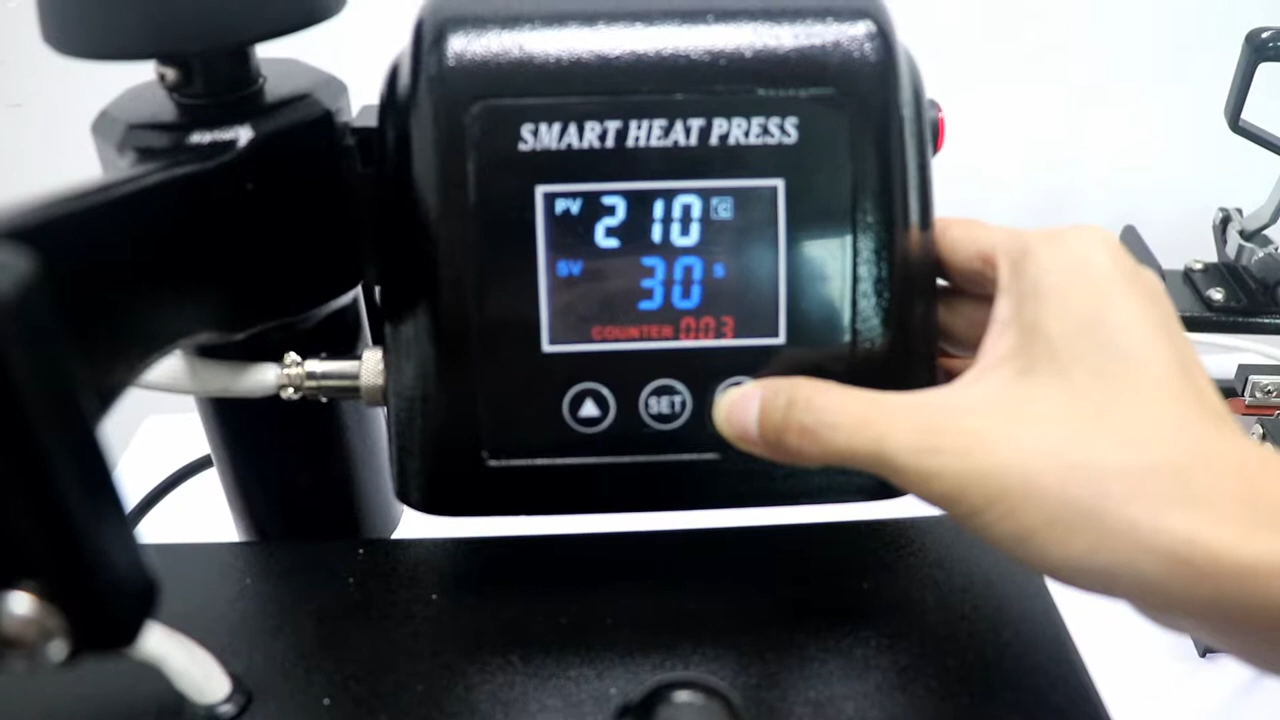 SMART HEAT PRESS
PV 210 °C
SV 30 S
COUNTER 003
SET